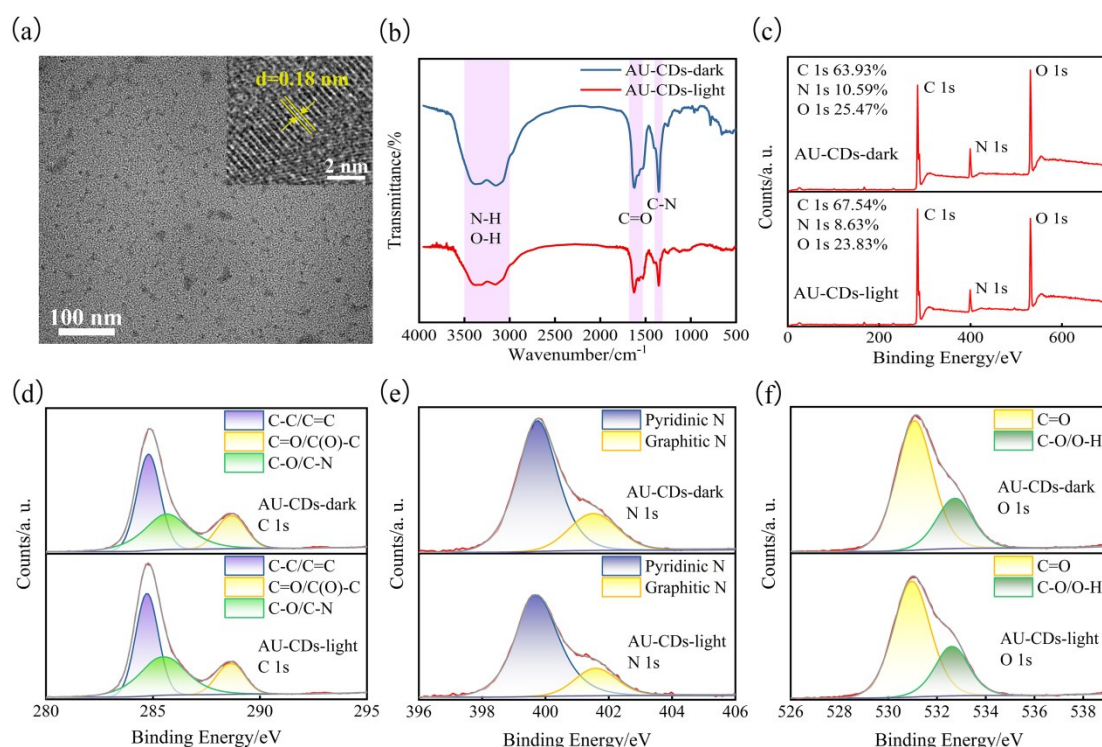 (a)
d=0.18 nm
2 nm
100 nm
(b)
AU-CDs-dark
AU-CDs-light
N-H
O-H
C=O
C-N
Transmittance/%
4000 3500 3000 2500 2000 1500 1000 500
Wavenumber/cm⁻¹
(c)
C 1s 63.93%
N 1s 10.59%
O 1s 25.47%
AU-CDs-dark
C 1s
N 1s
O 1s
C 1s 67.54%
N 1s 8.63%
O 1s 23.83%
AU-CDs-light
C 1s
N 1s
O 1s
Counts/a. u.
0 200 400 600
Binding Energy/eV
(d)
C-C/C=C
C=O/C(O)-C
C-O/C-N
AU-CDs-dark
C 1s
C-C/C=C
C=O/C(O)-C
C-O/C-N
AU-CDs-light
C 1s
Counts/a. u.
280 285 290 295
Binding Energy/eV
(e)
Pyridinic N
Graphitic N
AU-CDs-dark
N 1s
Pyridinic N
Graphitic N
AU-CDs-light
N 1s
Counts/a. u.
396 398 400 402 404 406
Binding Energy/eV
(f)
C=O
C-O/O-H
AU-CDs-dark
O 1s
C=O
C-O/O-H
AU-CDs-light
O 1s
Counts/a. u.
526 528 530 532 534 536 538
Binding Energy/eV